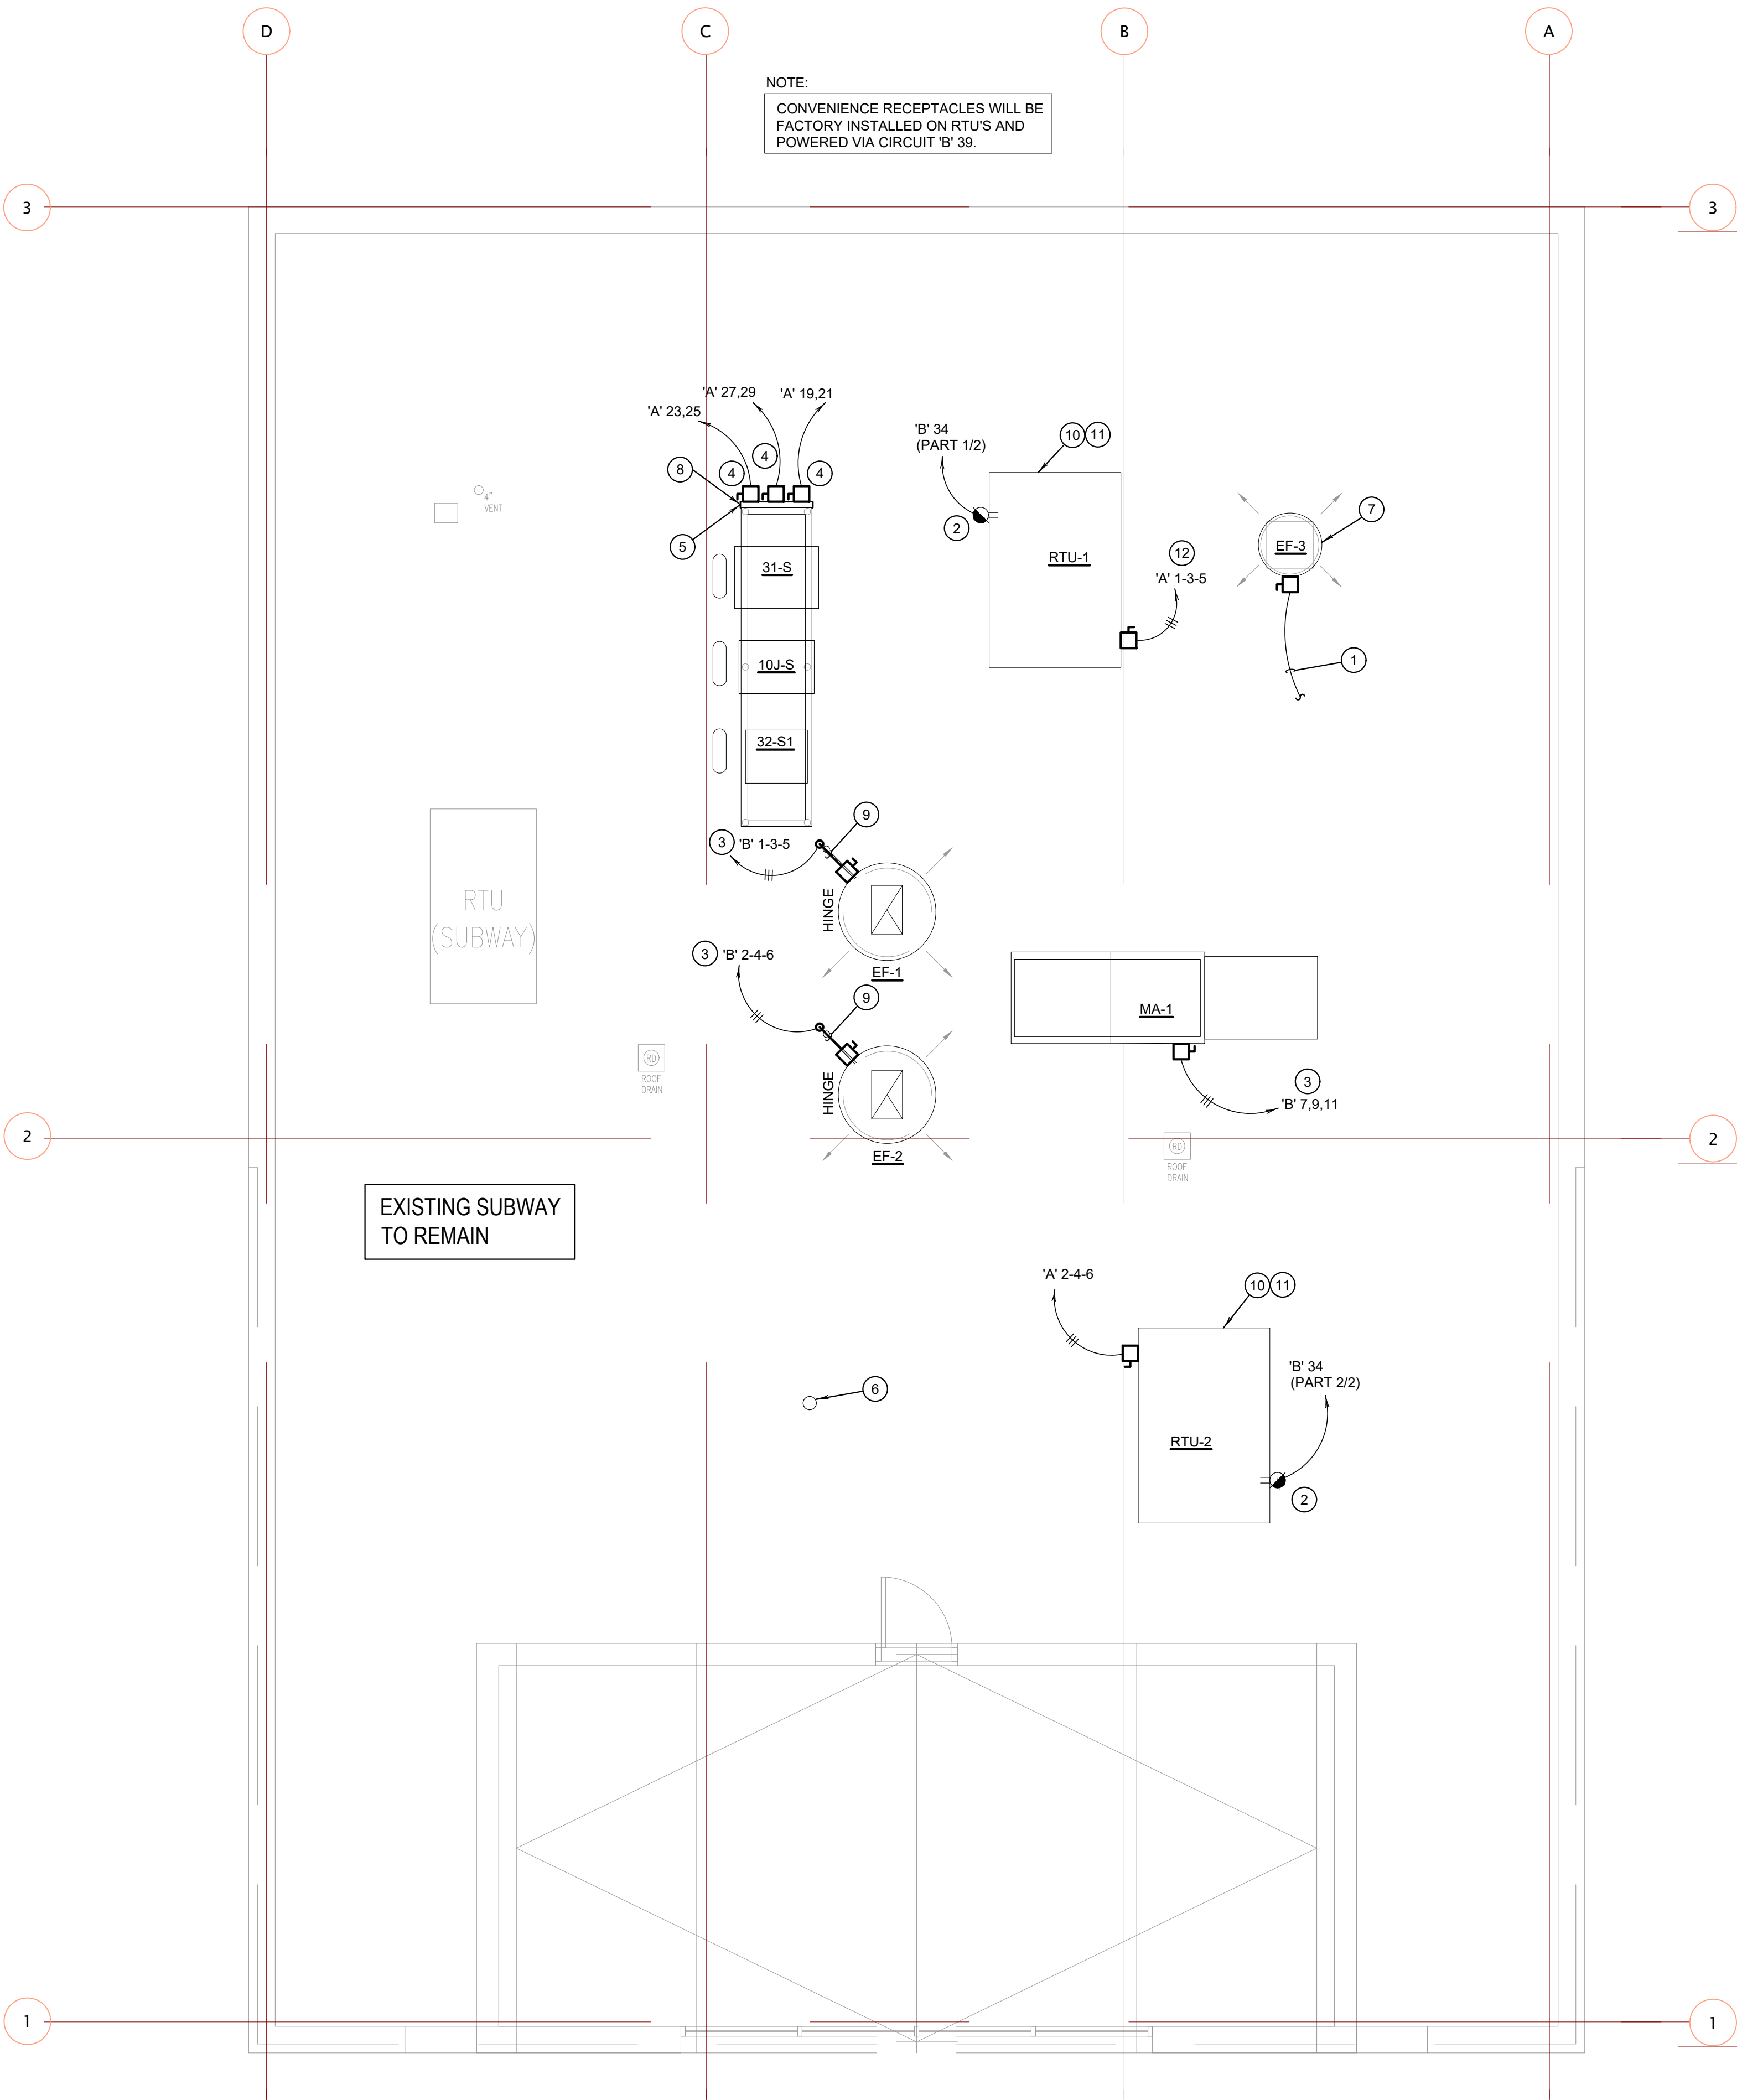 D
C
B
A
NOTE:
CONVENIENCE RECEPTACLES WILL BE
FACTORY INSTALLED ON RTU'S AND
POWERED VIA CIRCUIT 'B' 39.
3
3
'A' 27,29
'A' 19,21
'A' 23,25
'B' 34
(PART 1/2)
10
11
4
8
4
4
4"
VENT
7
2
5
EF-3
12
RTU-1
31-S
'A' 1-3-5
1
10J-S
32-S1
9
3
'B' 1-3-5
RTU
(SUBWAY)
HINGE
3
'B' 2-4-6
EF-1
9
MA-1
RD
ROOF
DRAIN
HINGE
3
'B' 7,9,11
2
2
RD
ROOF
DRAIN
EF-2
EXISTING SUBWAY
TO REMAIN
'A' 2-4-6
10
11
'B' 34
(PART 2/2)
6
RTU-2
2
1
1